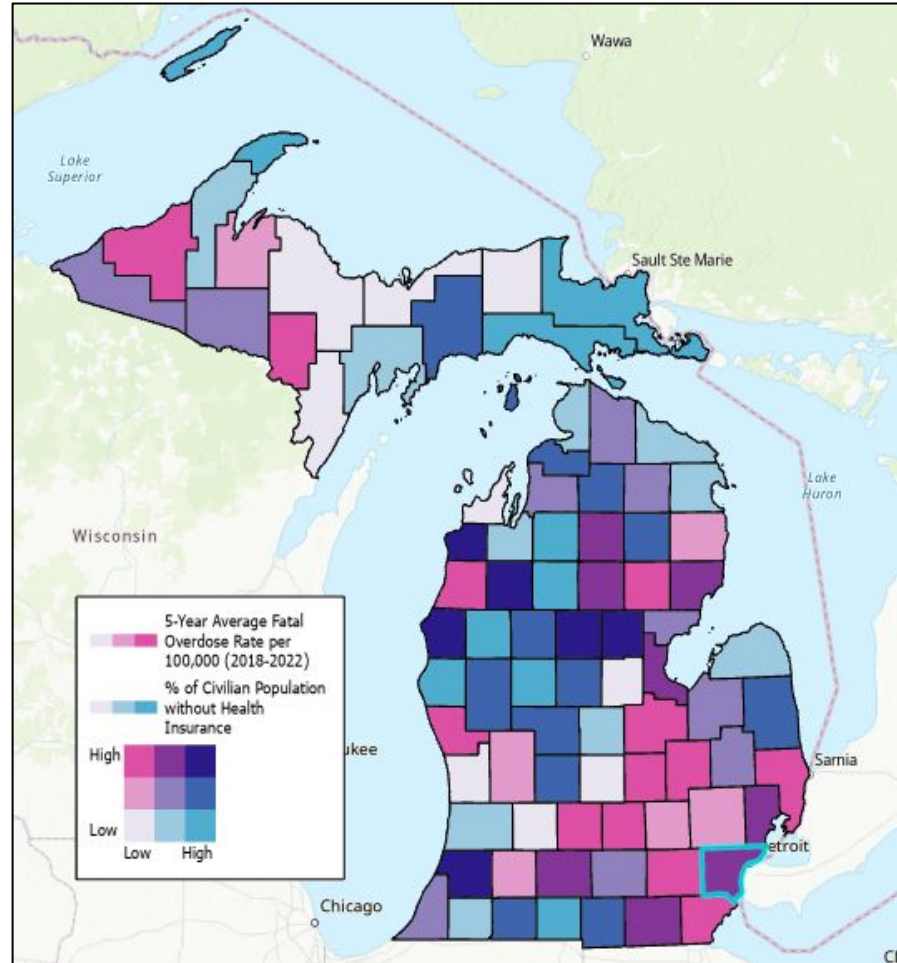 Wawa
Lake
Superior
Sault Ste Marie
Lake
Huron
Wisconsin
5-Year Average Fatal
Overdose Rate per
100,000 (2018-2022)
% of Civilian Population
without Health
Insurance
High
Low
Low High
ukee
Sarnia
etroit
Chicago
Cl